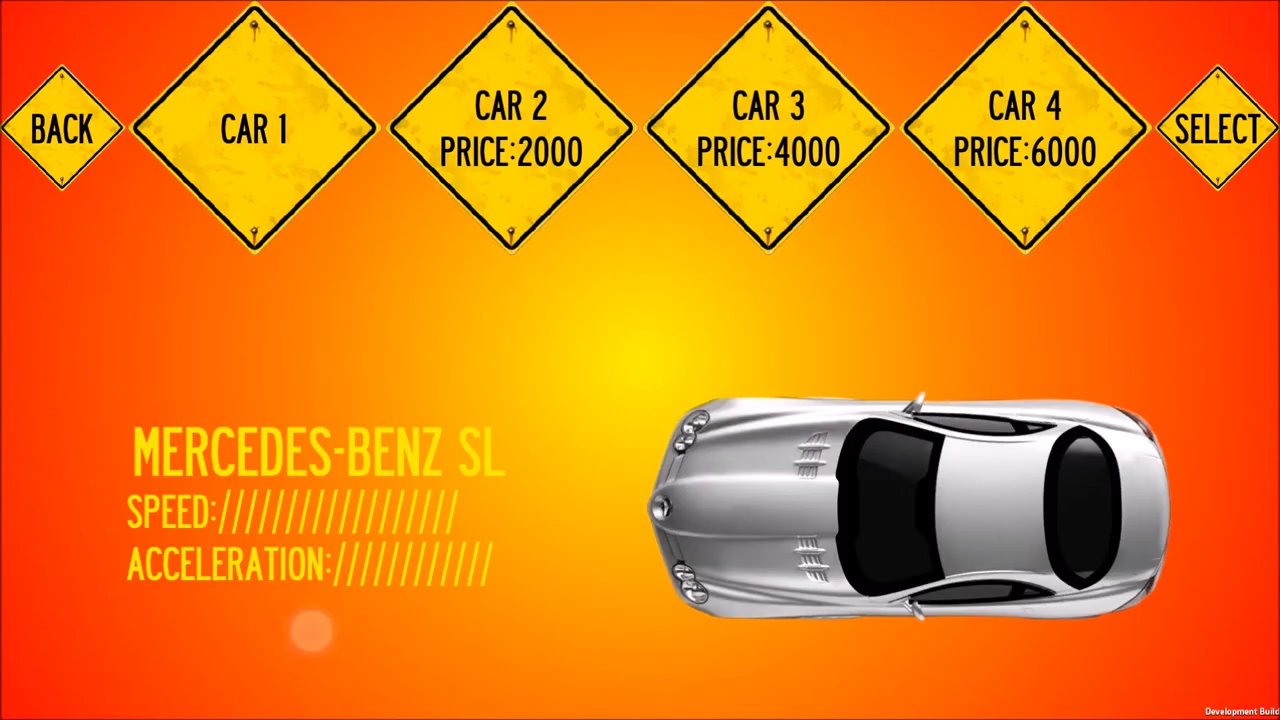 BACK
CAR 1
CAR 2
PRICE:2000
CAR 3
PRICE:4000
CAR 4
PRICE:6000
SELECT
MERCEDES-BENZ SL
SPEED://////////////////
ACCELERATION:////////////
Development Build